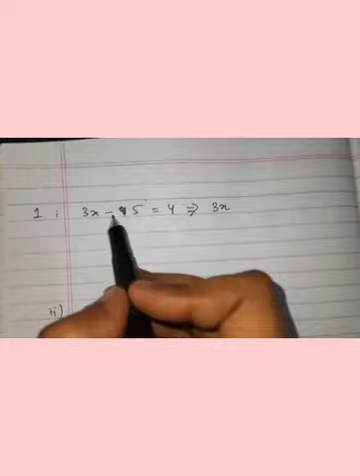 1 i 3x - 5 = 4 ⇒ 3x
ii)